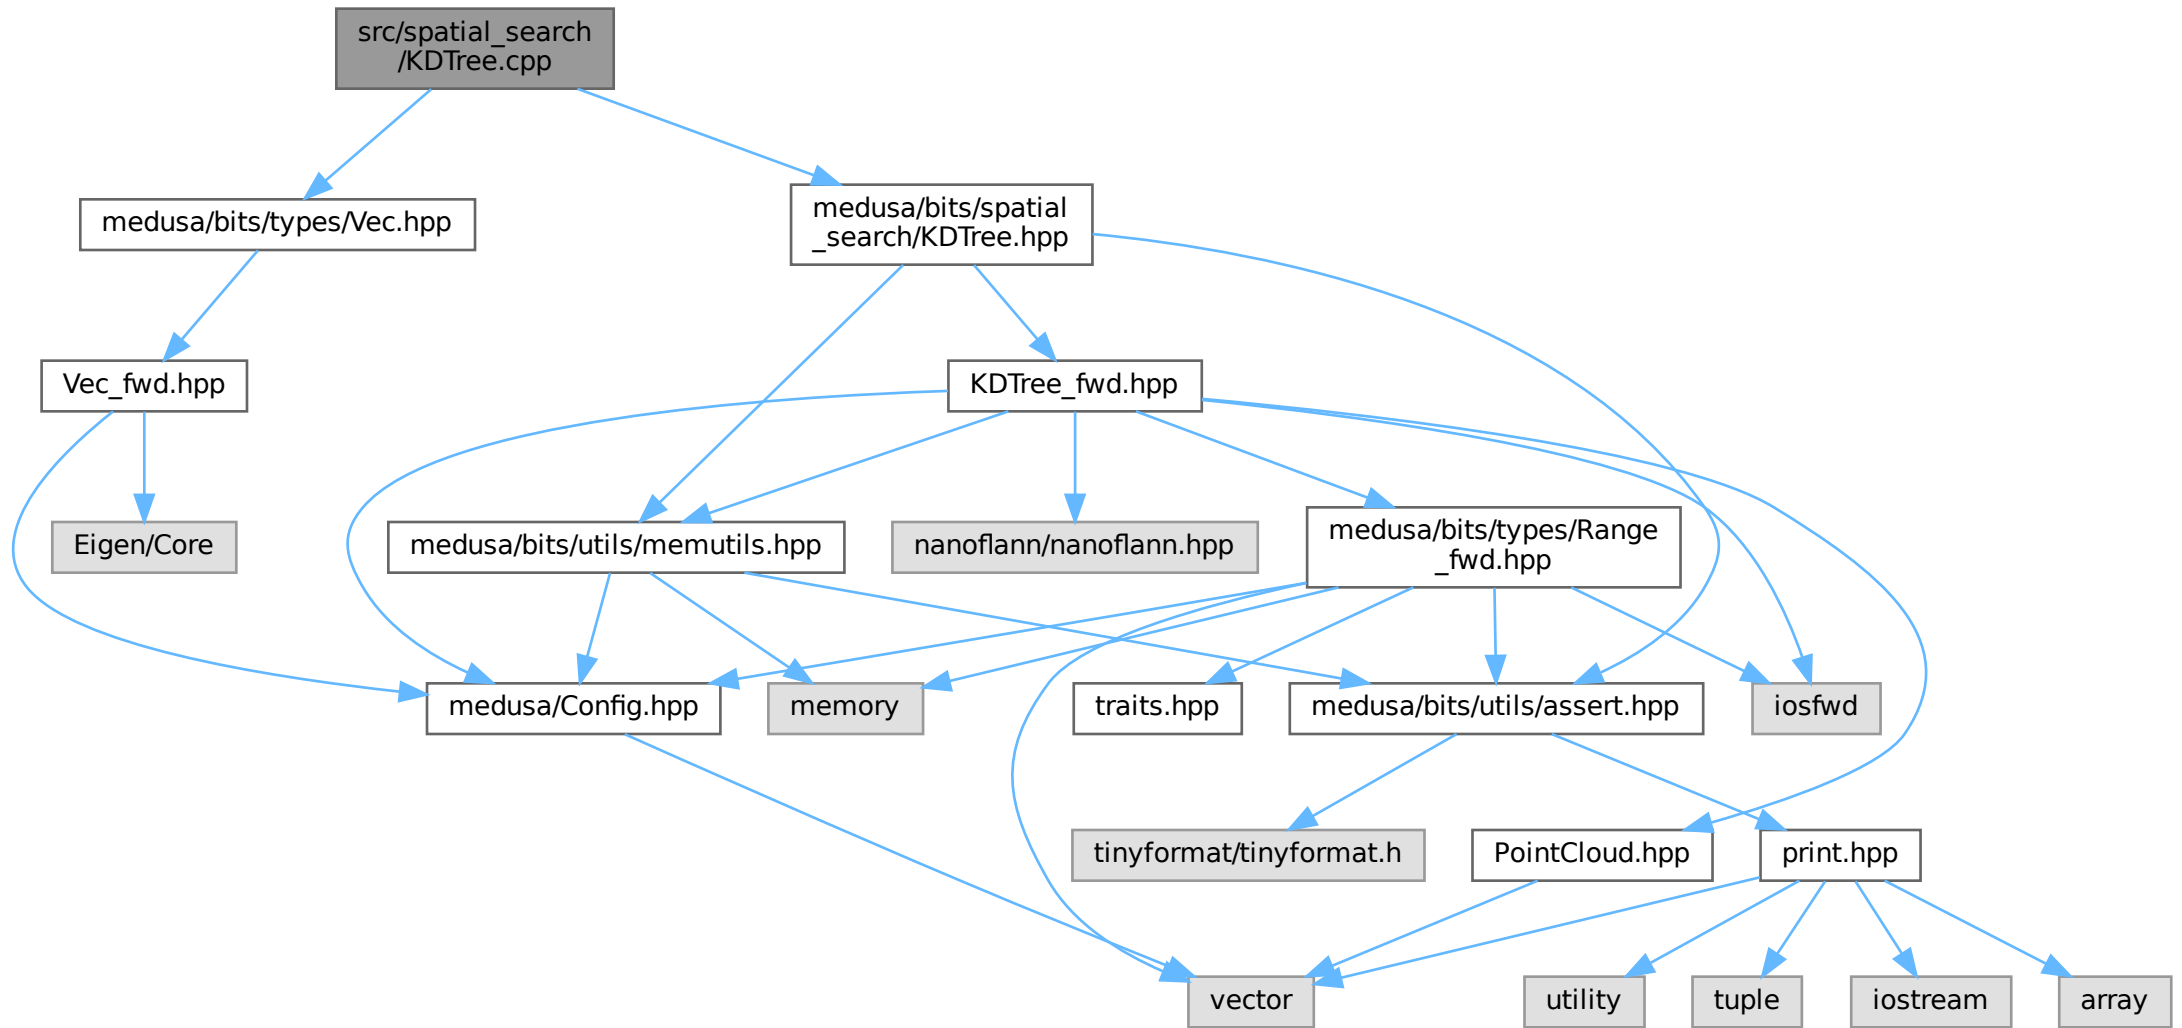 src/spatial_search
/KDTree.cpp
medusa/bits/types/Vec.hpp
medusa/bits/spatial
_search/KDTree.hpp
Vec_fwd.hpp
KDTree_fwd.hpp
Eigen/Core
medusa/bits/utils/memutils.hpp
nanoflann/nanoflann.hpp
medusa/bits/types/Range
_fwd.hpp
medusa/Config.hpp
memory
traits.hpp
medusa/bits/utils/assert.hpp
iosfwd
tinyformat/tinyformat.h
PointCloud.hpp
print.hpp
vector
utility
tuple
iostream
array